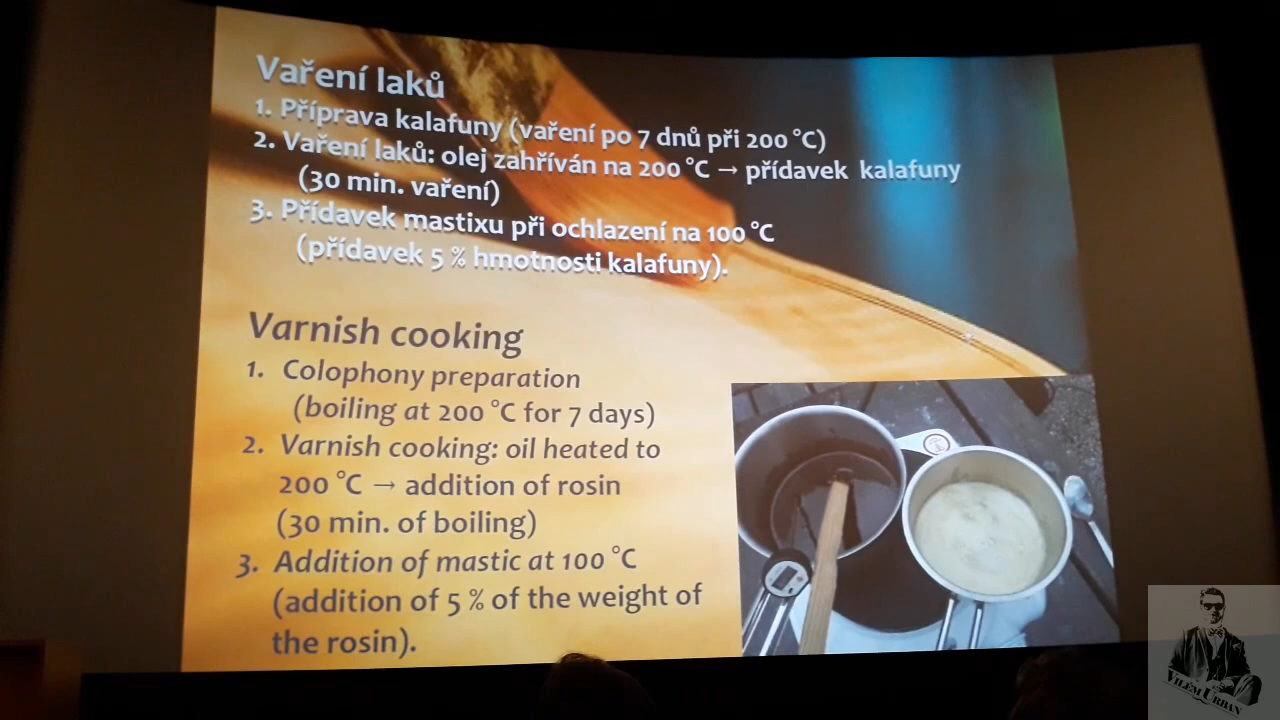 Vaření laků
1. Příprava kalafuny (vaření po 7 dnů při 200 °C)
2. Vaření laků: olej zahříván na 200 °C → přídavek kalafuny
(30 min. vaření)
3. Přídavek mastixu při ochlazení na 100 °C
(přídavek 5 % hmotnosti kalafuny).
Varnish cooking
1. Colophony preparation
(boiling at 200 °C for 7 days)
2. Varnish cooking: oil heated to
200 °C → addition of rosin
(30 min. of boiling)
3. Addition of mastic at 100 °C
(addition of 5 % of the weight of
the rosin).
VILÉM URBAN